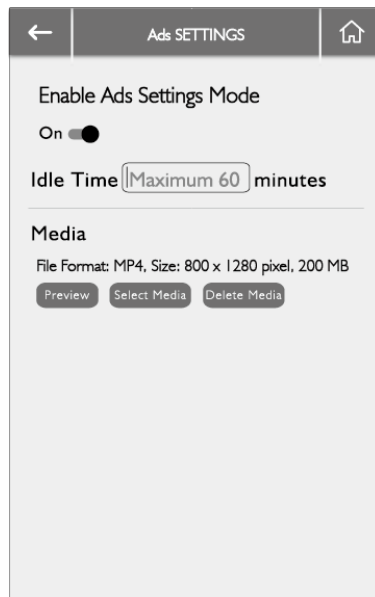 Ads SETTINGS
Enable Ads Settings Mode
On
Idle Time Maximum 60 minutes
Media
File Format: MP4, Size: 800 x 1280 pixel, 200 MB
Preview Select Media Delete Media